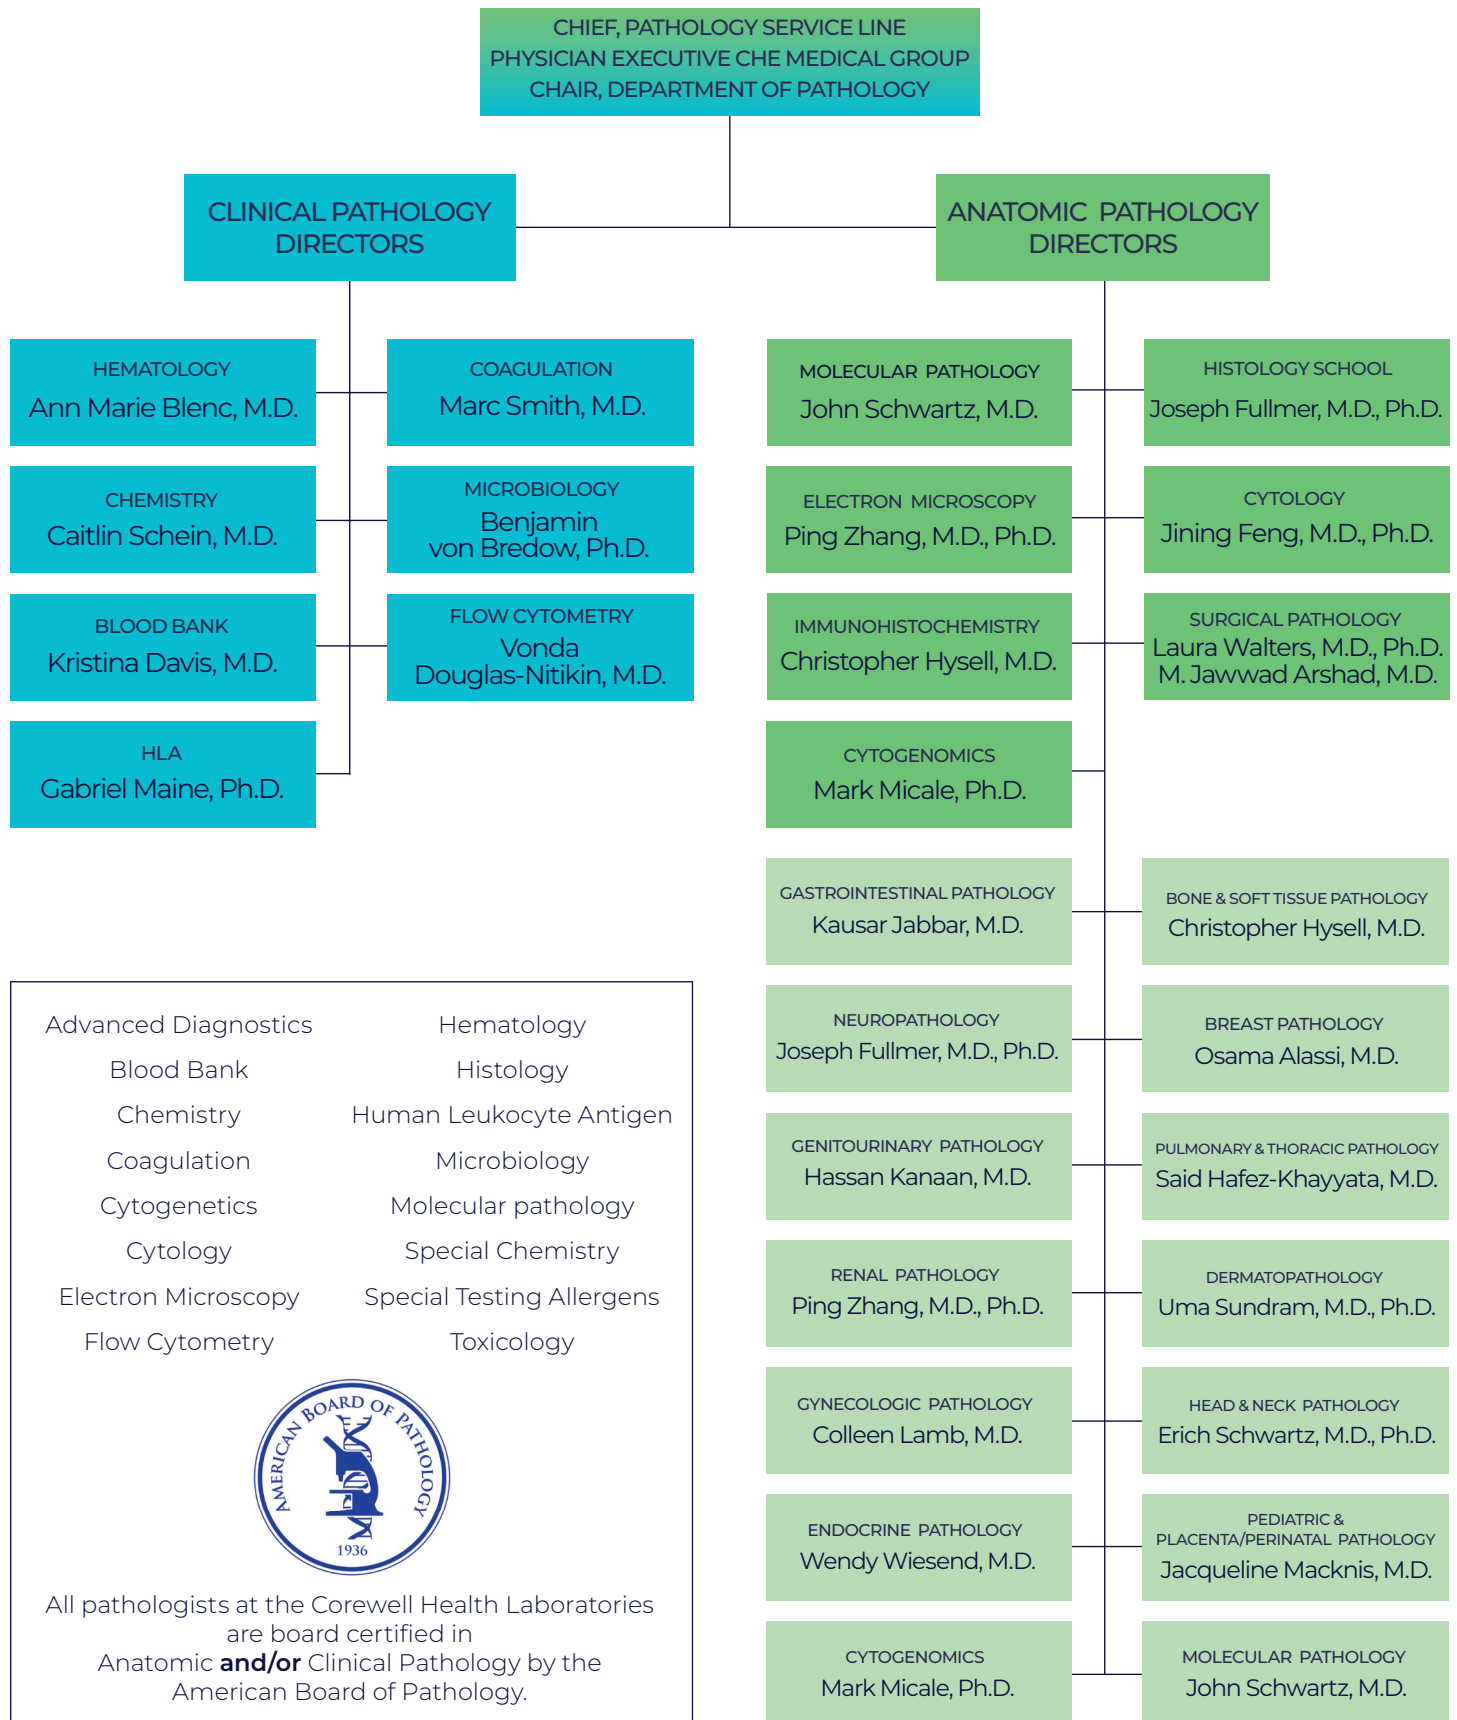 CHIEF, PATHOLOGY SERVICE LINE
PHYSICIAN EXECUTIVE CHE MEDICAL GROUP
CHAIR, DEPARTMENT OF PATHOLOGY
CLINICAL PATHOLOGY
DIRECTORS
HEMATOLOGY
Ann Marie Blenc, M.D.
COAGULATION
Marc Smith, M.D.
CHEMISTRY
Caitlin Schein, M.D.
MICROBIOLOGY
Benjamin
von Bredow, Ph.D.
BLOOD BANK
Kristina Davis, M.D.
FLOW CYTOMETRY
Vonda
Douglas-Nitikin, M.D.
HLA
Gabriel Maine, Ph.D.
ANATOMIC PATHOLOGY
DIRECTORS
MOLECULAR PATHOLOGY
John Schwartz, M.D.
HISTOLOGY SCHOOL
Joseph Fullmer, M.D., Ph.D.
ELECTRON MICROSCOPY
Ping Zhang, M.D., Ph.D.
CYTOLOGY
Jining Feng, M.D., Ph.D.
IMMUNOHISTOCHEMISTRY
Christopher Hysell, M.D.
SURGICAL PATHOLOGY
Laura Walters, M.D., Ph.D.
M. Jawwad Arshad, M.D.
CYTOGENOMICS
Mark Micale, Ph.D.
GASTROINTESTINAL PATHOLOGY
Kausar Jabbar, M.D.
BONE & SOFT TISSUE PATHOLOGY
Christopher Hysell, M.D.
NEUROPATHOLOGY
Joseph Fullmer, M.D., Ph.D.
BREAST PATHOLOGY
Osama Alassi, M.D.
GENITOURINARY PATHOLOGY
Hassan Kanaan, M.D.
PULMONARY & THORACIC PATHOLOGY
Said Hafez-Khayyata, M.D.
RENAL PATHOLOGY
Ping Zhang, M.D., Ph.D.
DERMATOPATHOLOGY
Uma Sundram, M.D., Ph.D.
GYNECOLOGIC PATHOLOGY
Colleen Lamb, M.D.
HEAD & NECK PATHOLOGY
Erich Schwartz, M.D., Ph.D.
ENDOCRINE PATHOLOGY
Wendy Wiesend, M.D.
PEDIATRIC &
PLACENTA/PERINATAL PATHOLOGY
Jacqueline Macknis, M.D.
CYTOGENOMICS
Mark Micale, Ph.D.
MOLECULAR PATHOLOGY
John Schwartz, M.D.
Advanced Diagnostics
Blood Bank
Chemistry
Coagulation
Cytogenetics
Cytology
Electron Microscopy
Flow Cytometry
Hematology
Histology
Human Leukocyte Antigen
Microbiology
Molecular pathology
Special Chemistry
Special Testing Allergens
Toxicology
AMERICAN BOARD OF PATHOLOGY
1936
All pathologists at the Corewell Health Laboratories
are board certified in
Anatomic and/or Clinical Pathology by the
American Board of Pathology.